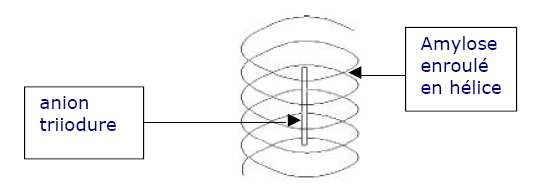 Amylose
enroulé
en hélice
anion
triiodure